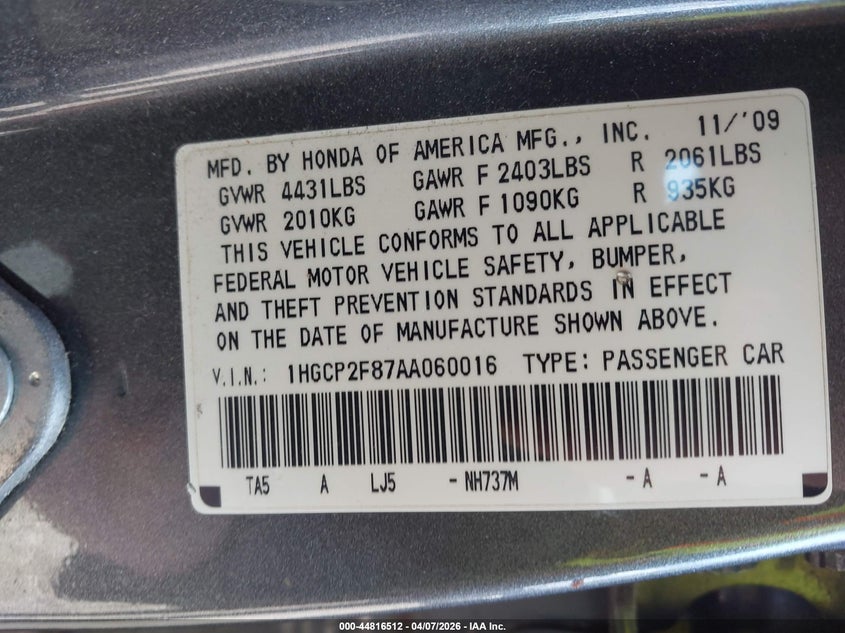 MFD. BY HONDA OF AMERICA MFG., INC. 11/'09
GVWR 4431LBS GAWR F 2403LBS R 2061LBS
GVWR 2010KG GAWR F 1090KG R 935KG
THIS VEHICLE CONFORMS TO ALL APPLICABLE
FEDERAL MOTOR VEHICLE SAFETY, BUMPER,
AND THEFT PREVENTION STANDARDS IN EFFECT
ON THE DATE OF MANUFACTURE SHOWN ABOVE.
V.I.N.: 1HGCP2F87AA060016 TYPE: PASSENGER CAR
TA5 A LJ5 -NH737M -A -A
000-44816512 - 04/07/2026 - IAA Inc.